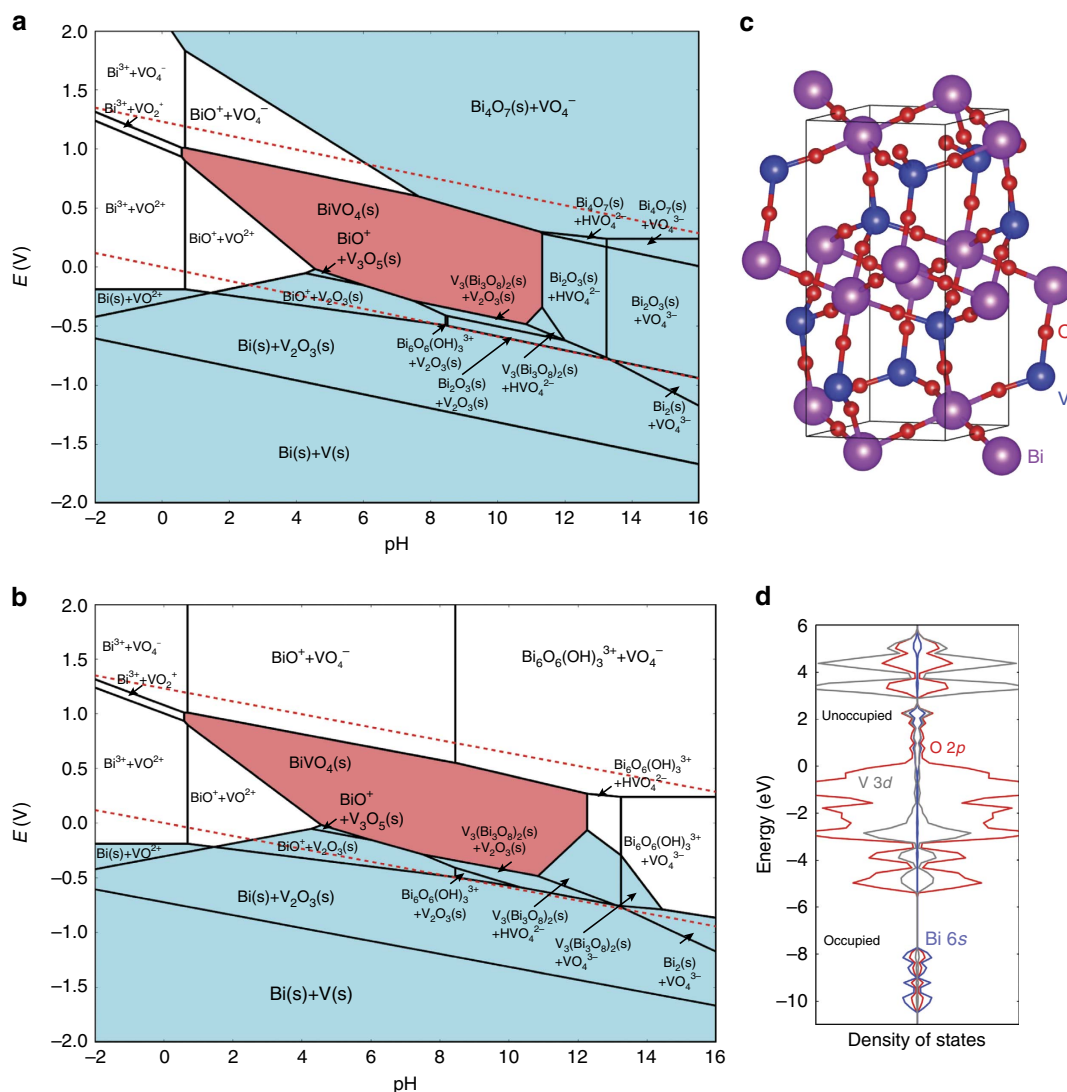 a
2.0
1.5
1.0
0.5
0.0
−0.5
−1.0
−1.5
−2.0
E (V)
−2
0
2
4
6
8
10
12
14
16
pH
Bi³⁺+VO₄⁻
Bi³⁺+VO₂⁺
BiO⁺+VO₄⁻
Bi₄O₇(s)+VO₄⁻
Bi³⁺+VO²⁺
BiO⁺+VO²⁺
BiVO₄(s)
BiO⁺
+V₃O₅(s)
Bi₄O₇(s)
+HVO₄²⁻
Bi₄O₇(s)
+VO₄³⁻
Bi₂O₃(s)
+HVO₄²⁻
Bi₂O₃(s)
+VO₄³⁻
V₃(Bi₃O₈)₂(s)
+V₂O₃(s)
Bi(s)+VO²⁺
BiO⁺+V₂O₃(s)
Bi(s)+V₂O₃(s)
Bi₆O₆(OH)₃³⁺
+V₂O₃(s)
Bi₂O₃(s)
+V₂O₃(s)
V₃(Bi₃O₈)₂(s)
+HVO₄²⁻
Bi₂(s)
+VO₄³⁻
Bi(s)+V(s)
b
2.0
1.5
1.0
0.5
0.0
−0.5
−1.0
−1.5
−2.0
E (V)
−2
0
2
4
6
8
10
12
14
16
pH
Bi³⁺+VO₄⁻
Bi³⁺+VO₂⁺
BiO⁺+VO₄⁻
Bi₆O₆(OH)₃³⁺+VO₄⁻
Bi³⁺+VO²⁺
BiO⁺+VO²⁺
BiVO₄(s)
BiO⁺
+V₃O₅(s)
Bi₆O₆(OH)₃³⁺
+HVO₄²⁻
Bi₆O₆(OH)₃³⁺
+VO₄³⁻
V₃(Bi₃O₈)₂(s)
+V₂O₃(s)
Bi(s)+VO²⁺
BiO⁺+V₂O₃(s)
Bi(s)+V₂O₃(s)
Bi₆O₆(OH)₃³⁺
+V₂O₃(s)
V₃(Bi₃O₈)₂(s)
+HVO₄²⁻
V₃(Bi₃O₈)₂(s)
+VO₄³⁻
Bi₂(s)
+VO₄³⁻
Bi(s)+V(s)
c
O
V
Bi
d
6
4
2
0
−2
−4
−6
−8
−10
Energy (eV)
Unoccupied
O 2p
V 3d
Occupied
Bi 6s
Density of states